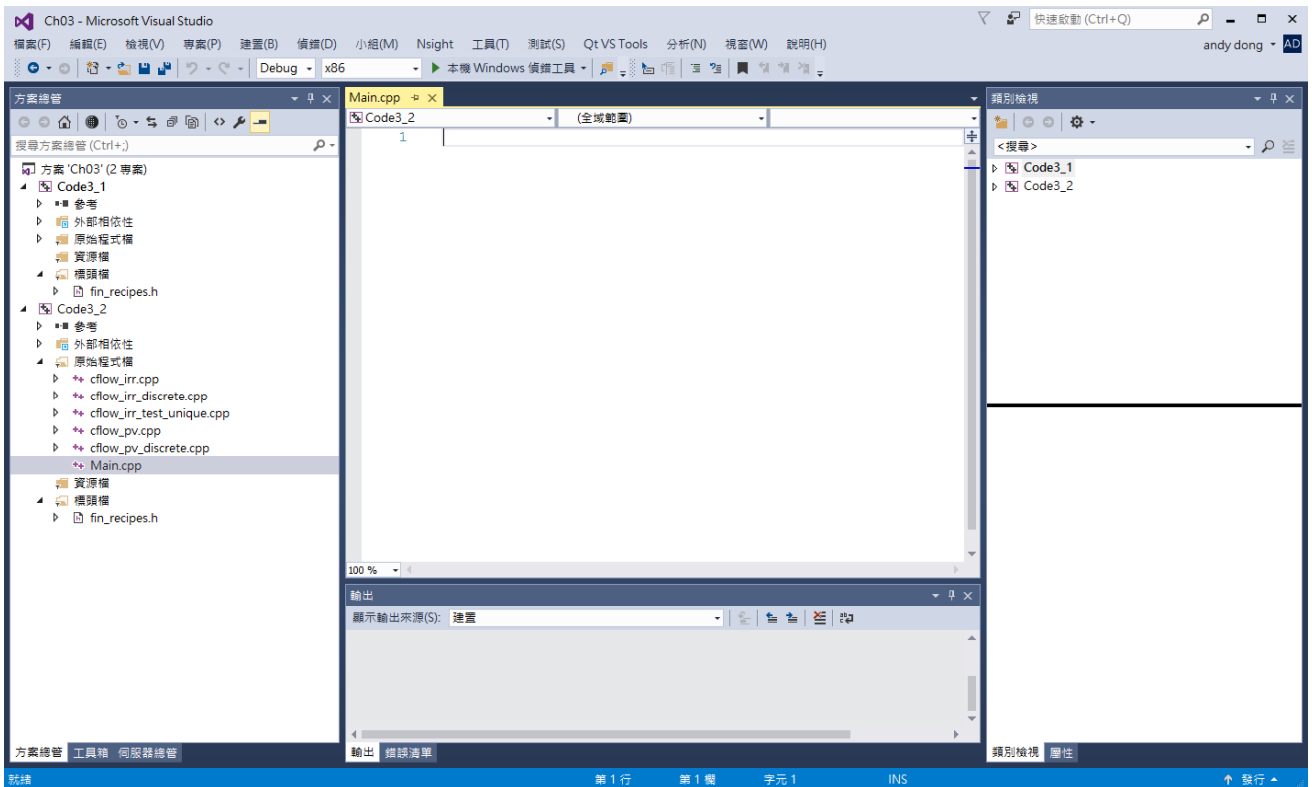 Ch03 - Microsoft Visual Studio
快速啟動 (Ctrl+Q)
檔案(F) 編輯(E) 檢視(V) 專案(P) 建置(B) 偵錯(D) 小組(M) Nsight 工具(T) 測試(S) Qt VS Tools 分析(N) 視窗(W) 說明(H)
andy dong AD
Debug x86 本機 Windows 偵錯工具
方案總管
搜尋方案總管 (Ctrl+;)
方案 'Ch03' (2 專案)
Code3_1
參考
外部相依性
原始程式檔
資源檔
標頭檔
fin_recipes.h
Code3_2
參考
外部相依性
原始程式檔
cflow_irr.cpp
cflow_irr_discrete.cpp
cflow_irr_test_unique.cpp
cflow_pv.cpp
cflow_pv_discrete.cpp
Main.cpp
資源檔
標頭檔
fin_recipes.h
方案總管 工具箱 伺服器總管
Main.cpp
Code3_2 (全域範圍)
1
100 %
輸出
顯示輸出來源(S): 建置
輸出 錯誤清單
類別檢視
<搜尋>
Code3_1
Code3_2
類別檢視 屬性
就緒 第 1 行 第 1 欄 字元 1 INS 發行